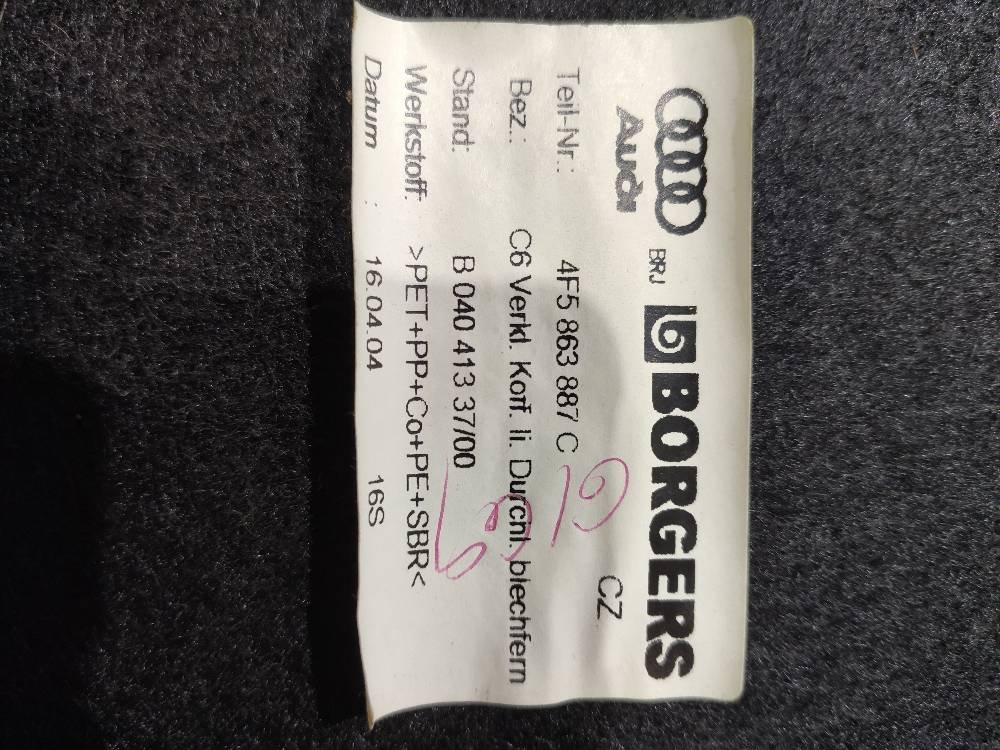 Audi
BRJ
BORGERS
CZ
Teil-Nr.: 4F5 863 887 C
Bez.: C6 Verkl. Koff. li. Durchl. blechfern
Stand: B 040 413 37/00
Werkstoff: >PET+PP+Co+PE+SBR<
Datum : 16.04.04 16S